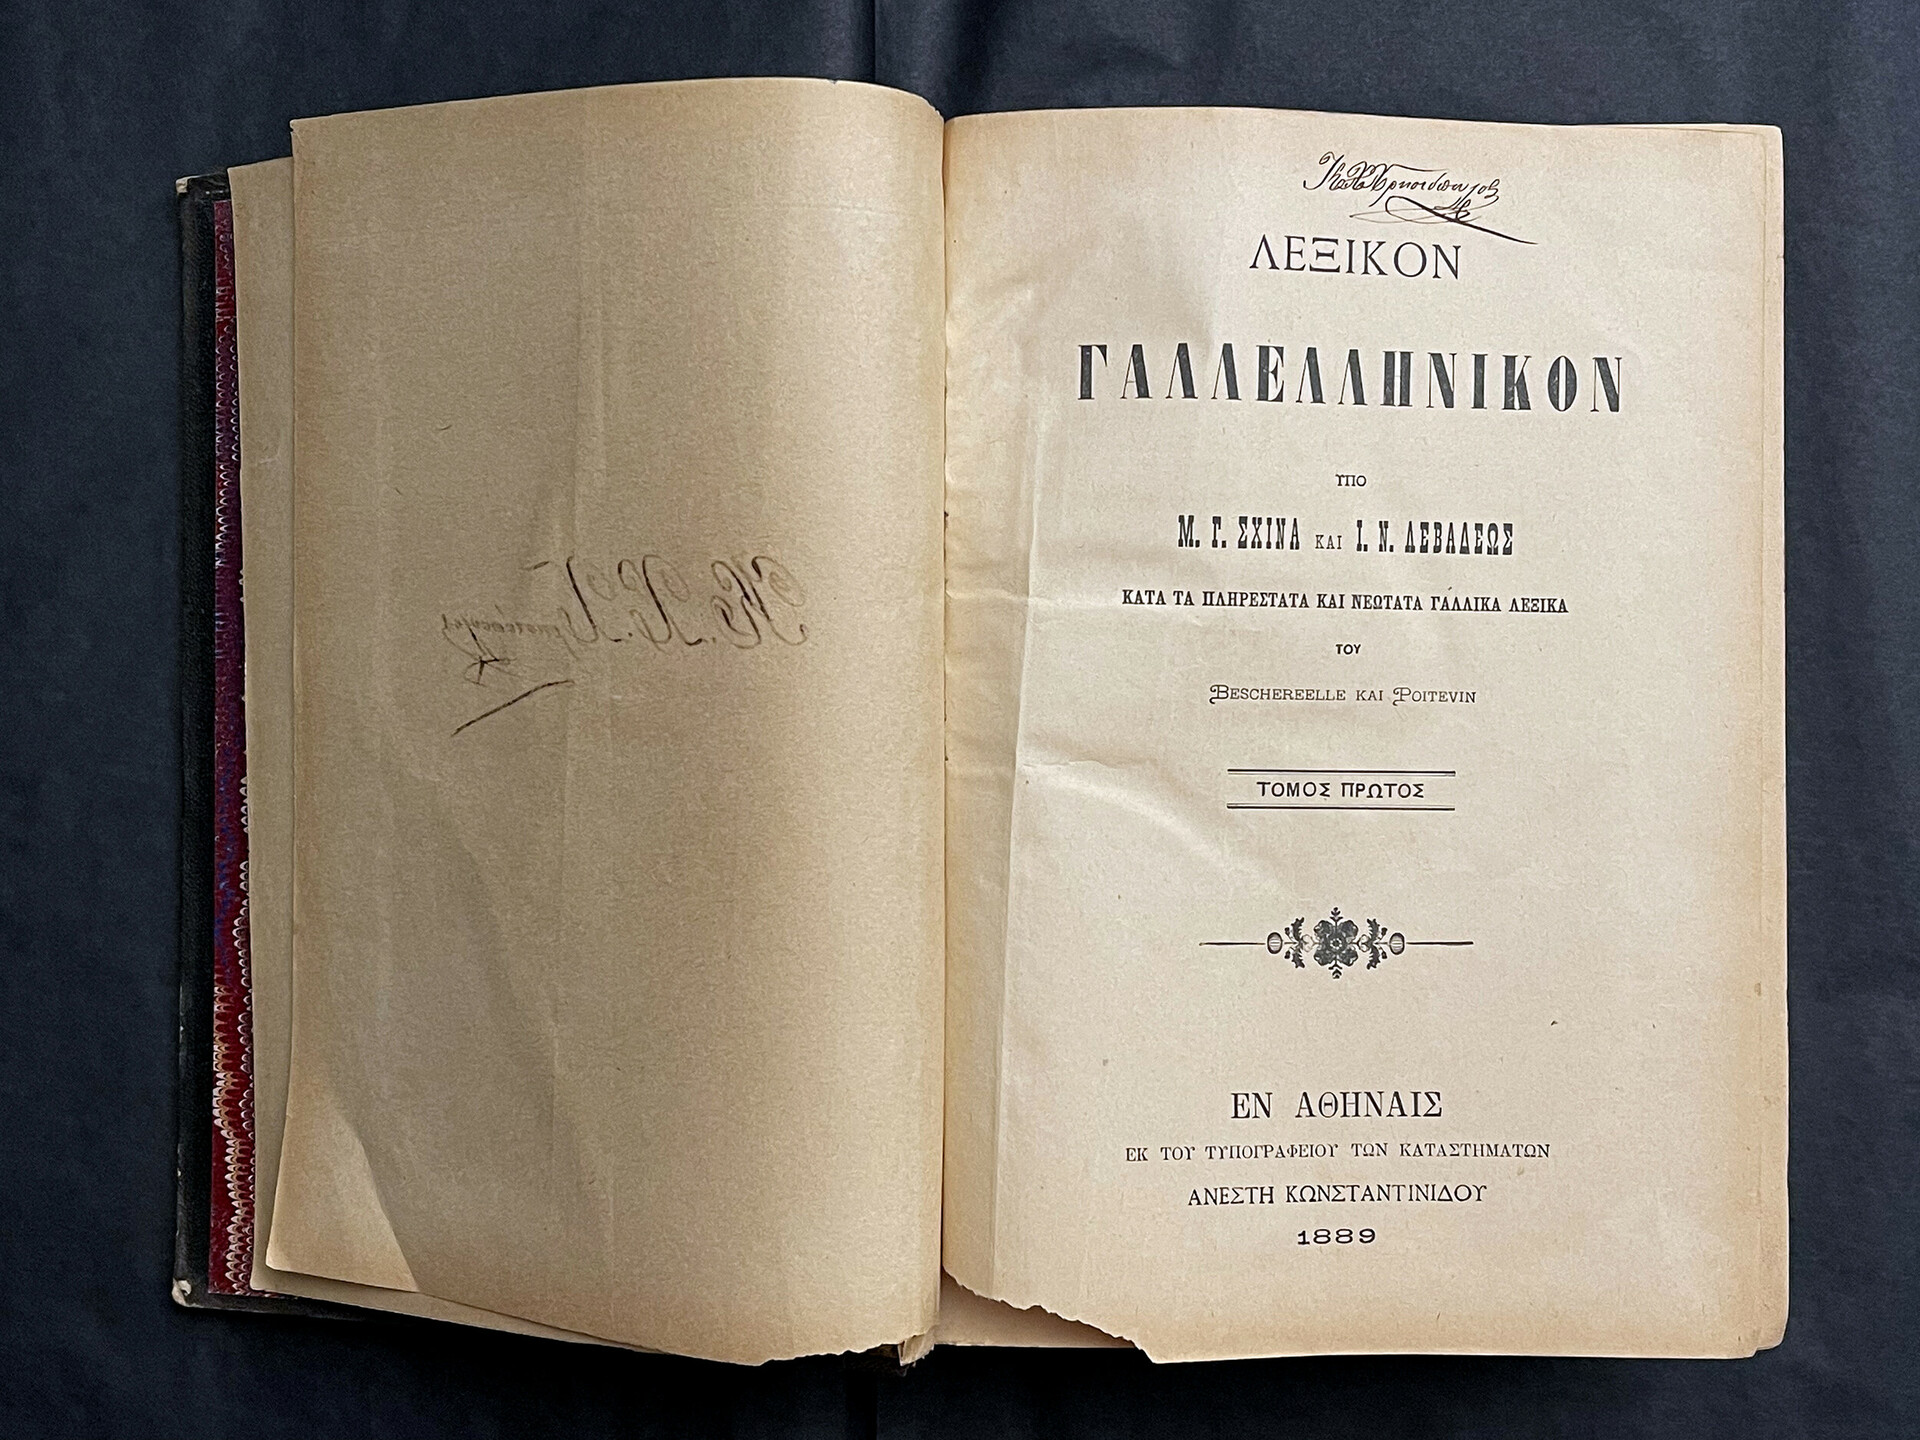 ΛΕΞΙΚΟΝ
ΓΑΛΛΕΛΛΗΝΙΚΟΝ
ΥΠΟ
Μ. Γ. ΣΧΙΝΑ ΚΑΙ Ι. Ν. ΛΕΒΑΔΕΩΣ
ΚΑΤΑ ΤΑ ΠΛΗΡΕΣΤΑΤΑ ΚΑΙ ΝΕΩΤΑΤΑ ΓΑΛΛΙΚΑ ΛΕΞΙΚΑ
ΤΟΥ
BESCHEREELLE ΚΑΙ POITEVIN
ΤΟΜΟΣ ΠΡΩΤΟΣ
ΕΝ ΑΘΗΝΑΙΣ
ΕΚ ΤΟΥ ΤΥΠΟΓΡΑΦΕΙΟΥ ΤΩΝ ΚΑΤΑΣΤΗΜΑΤΩΝ
ΑΝΕΣΤΗ ΚΩΝΣΤΑΝΤΙΝΙΔΟΥ
1889